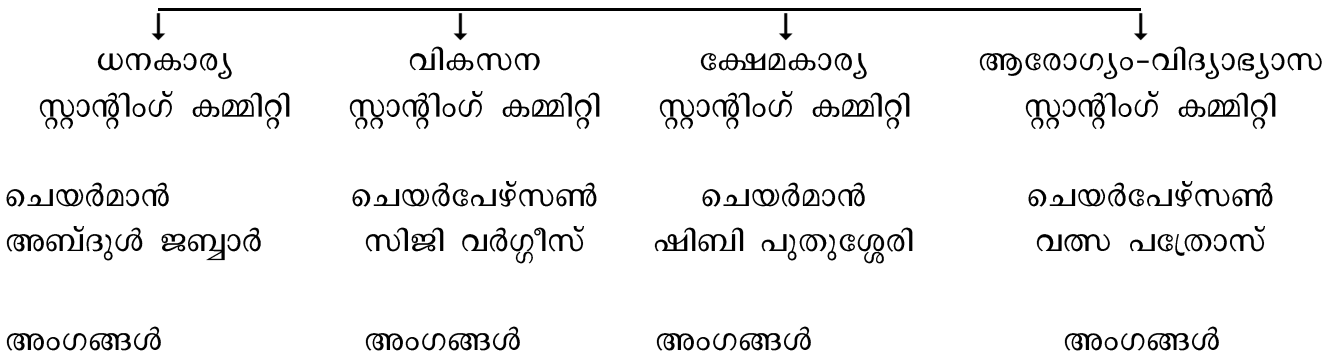 ധനകാര്യ വികസന ക്ഷേമകാര്യ ആരോഗ്യം-വിദ്യാഭ്യാസ
സ്റ്റാന്റിംഗ് കമ്മിറ്റി സ്റ്റാന്റിംഗ് കമ്മിറ്റി സ്റ്റാന്റിംഗ് കമ്മിറ്റി സ്റ്റാന്റിംഗ് കമ്മിറ്റി
ചെയർമാൻ ചെയർപേഴ്സൺ ചെയർമാൻ ചെയർപേഴ്സൺ
അബ്ദുൾ ജബ്ബാർ സിജി വർഗ്ഗീസ് ഷിബി പുതുശ്ശേരി വത്സ പത്രോസ്
അംഗങ്ങൾ അംഗങ്ങൾ അംഗങ്ങൾ അംഗങ്ങൾ